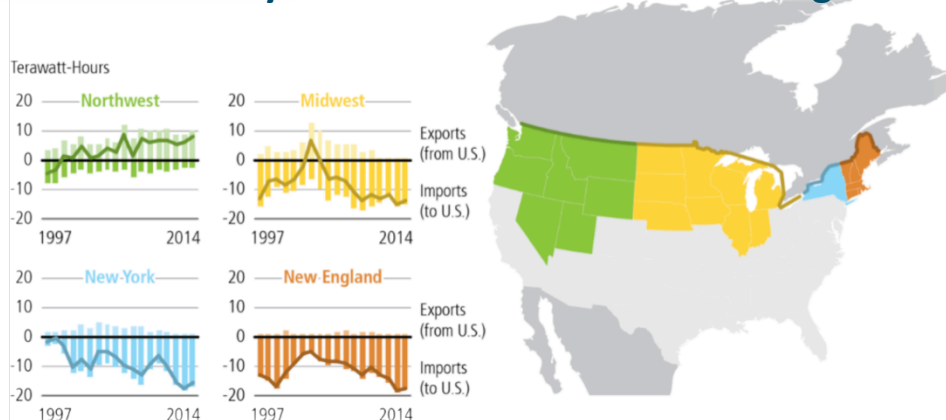 Terawatt-Hours
Northwest
20
10
0
-10
-20
1997 2014
Midwest
20
10
0
-10
-20
1997 2014
Exports
(from U.S.)
Imports
(to U.S.)
New York
20
10
0
-10
-20
1997 2014
New England
20
10
0
-10
-20
1997 2014
Exports
(from U.S.)
Imports
(to U.S.)